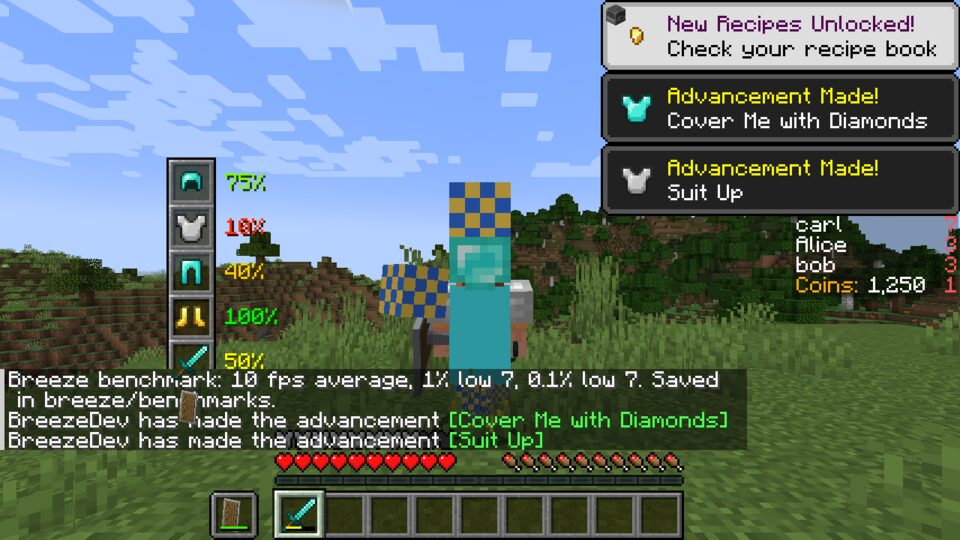 New Recipes Unlocked!
Check your recipe book
Advancement Made!
Cover Me with Diamonds
Advancement Made!
Suit Up
75%
10%
40%
100%
50%
carl 7
Alice 3
bob 3
Coins: 1,250 1
Breeze benchmark: 10 fps average, 1% low 7, 0.1% low 7. Saved
in breeze/benchmarks.
BreezeDev has made the advancement [Cover Me with Diamonds]
BreezeDev has made the advancement [Suit Up]